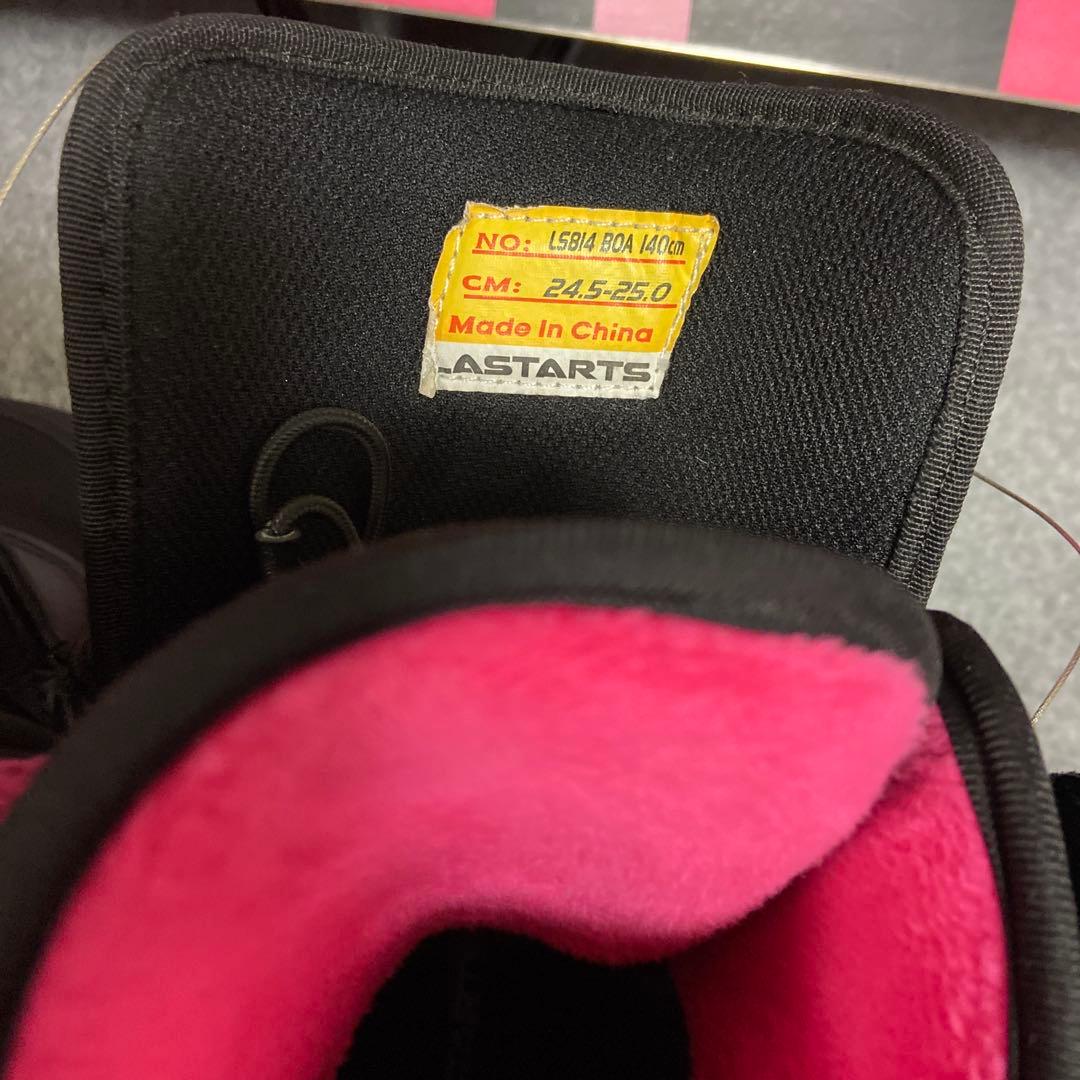 NO: LS814 BOA 140cm
CM: 24.5-25.0
Made In China
LASTARTS